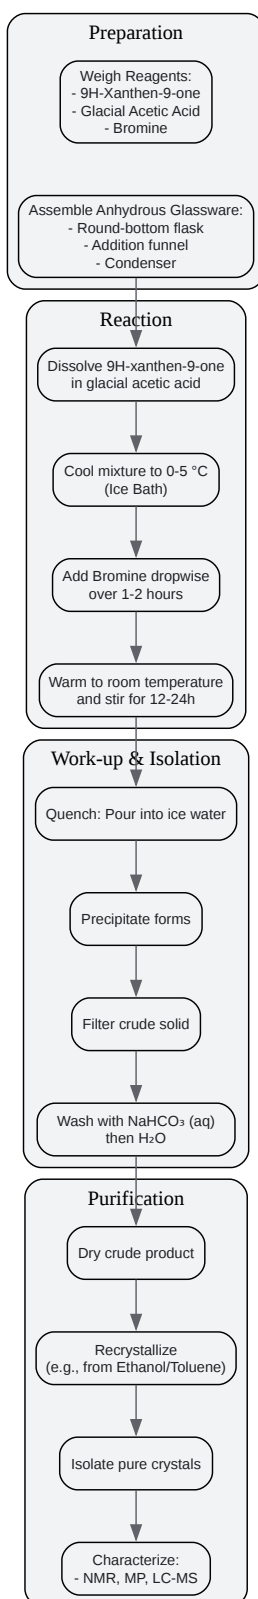 Preparation
Weigh Reagents:
- 9H-Xanthen-9-one
- Glacial Acetic Acid
- Bromine
Assemble Anhydrous Glassware:
- Round-bottom flask
- Addition funnel
- Condenser
Reaction
Dissolve 9H-xanthen-9-one
in glacial acetic acid
Cool mixture to 0-5 °C
(Ice Bath)
Add Bromine dropwise
over 1-2 hours
Warm to room temperature
and stir for 12-24h
Work-up & Isolation
Quench: Pour into ice water
Precipitate forms
Filter crude solid
Wash with NaHCO₃ (aq)
then H₂O
Purification
Dry crude product
Recrystallize
(e.g., from Ethanol/Toluene)
Isolate pure crystals
Characterize:
- NMR, MP, LC-MS